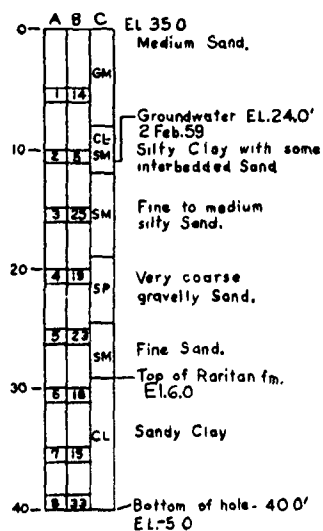 A B C
0 EL 35.0
Medium Sand.
GM
1 14
Groundwater EL.24.0'
2 Feb.59
CL-
SM
10
2
Silty Clay with some
interbedded Sand
3 25
SM
Fine to medium
silty Sand.
20
4 19
SP
Very coarse
gravelly Sand.
5 23
SM
Fine Sand.
Top of Raritan fm.
El.6.0
30
6 18
CL
Sandy Clay
7 15
40
8 33
Bottom of hole- 40.0'
EL.-5.0